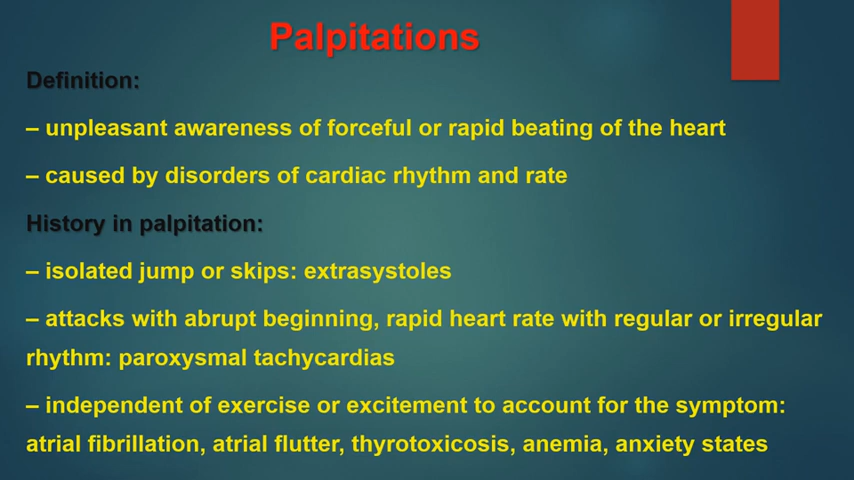 Palpitations
Definition:
– unpleasant awareness of forceful or rapid beating of the heart
– caused by disorders of cardiac rhythm and rate
History in palpitation:
– isolated jump or skips: extrasystoles
– attacks with abrupt beginning, rapid heart rate with regular or irregular
rhythm: paroxysmal tachycardias
– independent of exercise or excitement to account for the symptom:
atrial fibrillation, atrial flutter, thyrotoxicosis, anemia, anxiety states